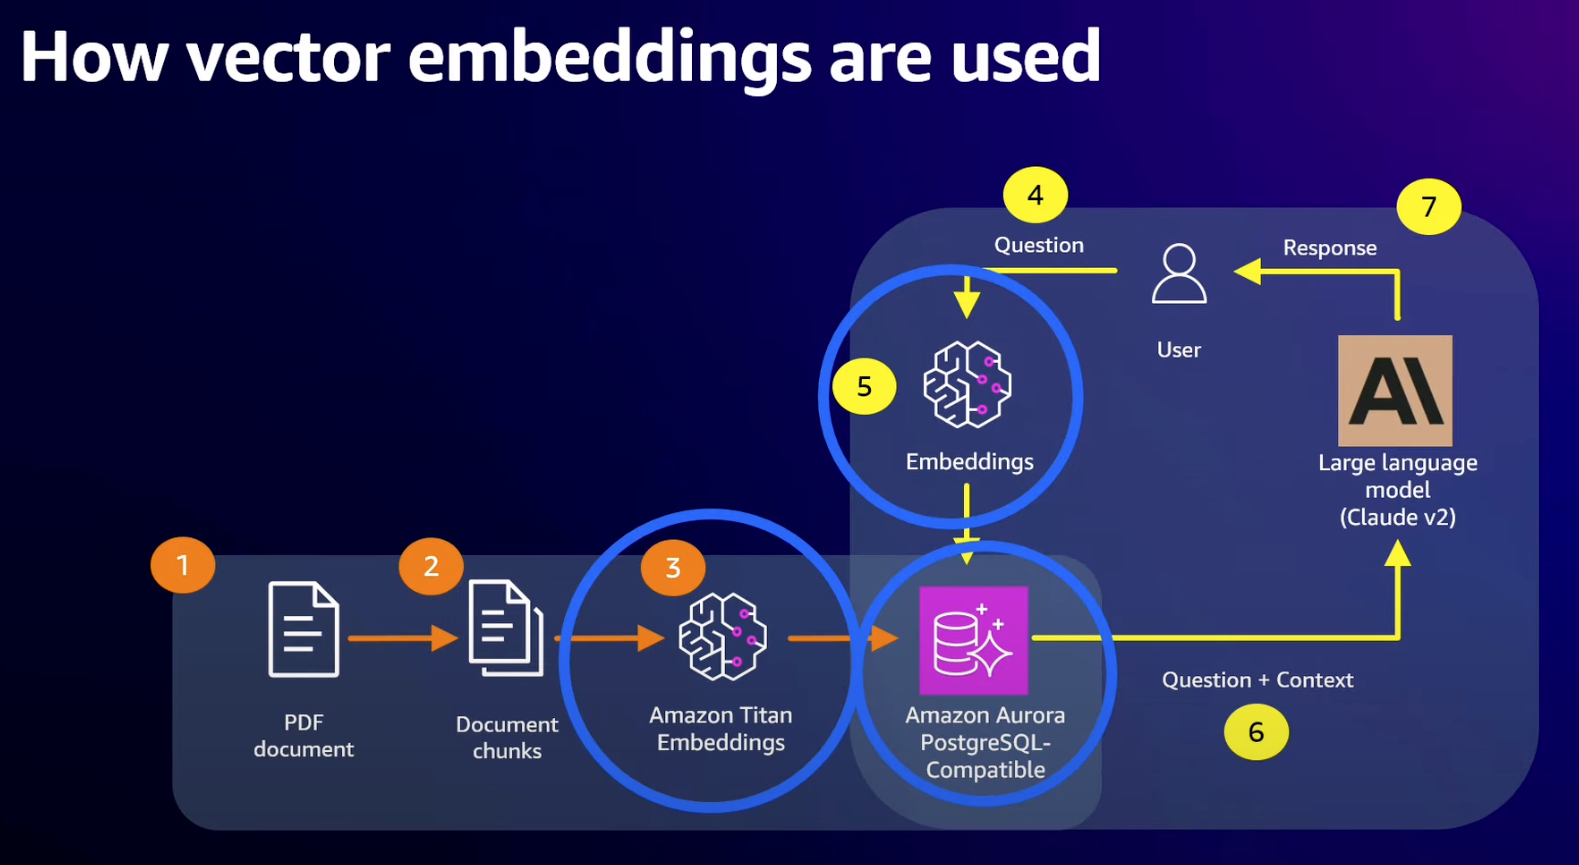 How vector embeddings are used
4
7
Question
Response
User
5
Embeddings
Large language
model
(Claude v2)
1
2
3
PDF
document
Document
chunks
Amazon Titan
Embeddings
Amazon Aurora
PostgreSQL-
Compatible
Question + Context
6